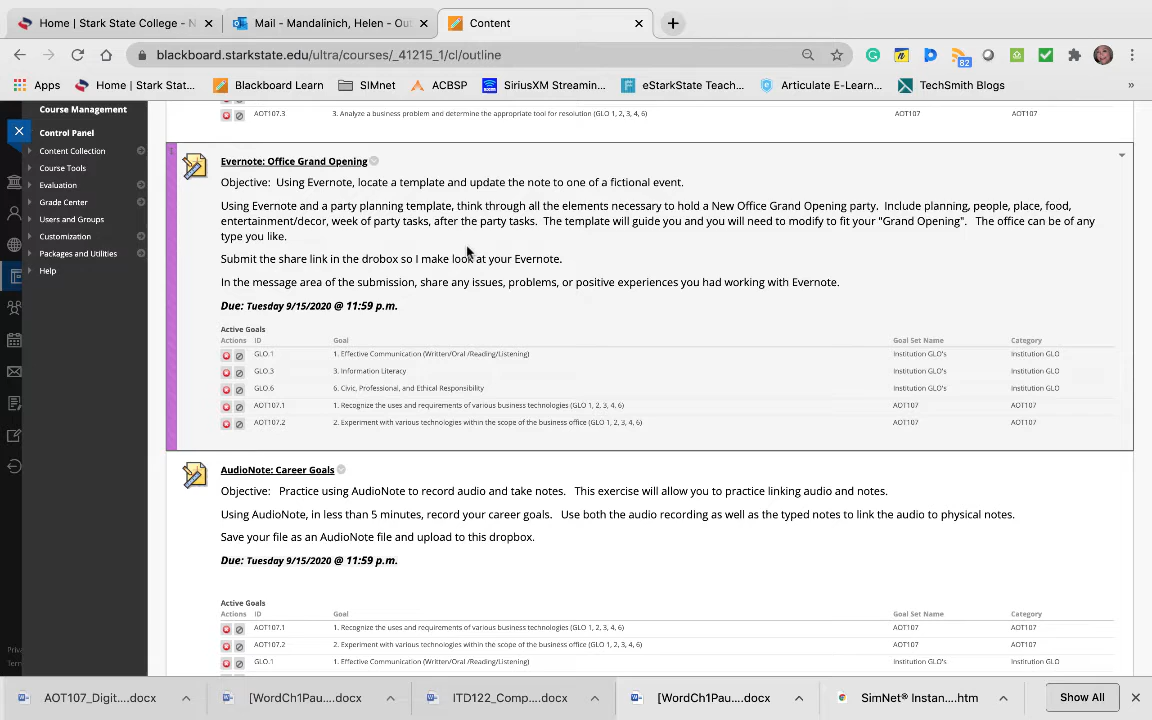 Home | Stark State College - N
Mail - Mandalinich, Helen - Out
Content
blackboard.starkstate.edu/ultra/courses/_41215_1/cl/outline
82
Apps
Home | Stark Stat...
Blackboard Learn
SIMnet
ACBSP
SiriusXM Streamin...
eStarkState Teach...
Articulate E-Learn...
TechSmith Blogs
»
Course Management
Control Panel
Content Collection
Course Tools
Evaluation
Grade Center
Users and Groups
Customization
Packages and Utilities
Help
Priv
Tern
AOT107.3 3. Analyze a business problem and determine the appropriate tool for resolution (GLO 1, 2, 3, 4, 6) AOT107 AOT107
Evernote: Office Grand Opening
Objective: Using Evernote, locate a template and update the note to one of a fictional event.
Using Evernote and a party planning template, think through all the elements necessary to hold a New Office Grand Opening party. Include planning, people, place, food,
entertainment/decor, week of party tasks, after the party tasks. The template will guide you and you will need to modify to fit your "Grand Opening". The office can be of any
type you like.
Submit the share link in the drobox so I make look at your Evernote.
In the message area of the submission, share any issues, problems, or positive experiences you had working with Evernote.
Due: Tuesday 9/15/2020 @ 11:59 p.m.
Active Goals
Actions ID Goal Goal Set Name Category
GLO.1 1. Effective Communication (Written/Oral /Reading/Listening) Institution GLO's Institution GLO
GLO.3 3. Information Literacy Institution GLO's Institution GLO
GLO.6 6. Civic, Professional, and Ethical Responsibility Institution GLO's Institution GLO
AOT107.1 1. Recognize the uses and requirements of various business technologies (GLO 1, 2, 3, 4, 6) AOT107 AOT107
AOT107.2 2. Experiment with various technologies within the scope of the business office (GLO 1, 2, 3, 4, 6) AOT107 AOT107
AudioNote: Career Goals
Objective: Practice using AudioNote to record audio and take notes. This exercise will allow you to practice linking audio and notes.
Using AudioNote, in less than 5 minutes, record your career goals. Use both the audio recording as well as the typed notes to link the audio to physical notes.
Save your file as an AudioNote file and upload to this dropbox.
Due: Tuesday 9/15/2020 @ 11:59 p.m.
Active Goals
Actions ID Goal Goal Set Name Category
AOT107.1 1. Recognize the uses and requirements of various business technologies (GLO 1, 2, 3, 4, 6) AOT107 AOT107
AOT107.2 2. Experiment with various technologies within the scope of the business office (GLO 1, 2, 3, 4, 6) AOT107 AOT107
GLO.1 1. Effective Communication (Written/Oral /Reading/Listening) Institution GLO's Institution GLO
AOT107_Digit....docx
[WordCh1Pau....docx
ITD122_Comp....docx
[WordCh1Pau....docx
SimNet® Instan....htm
Show All